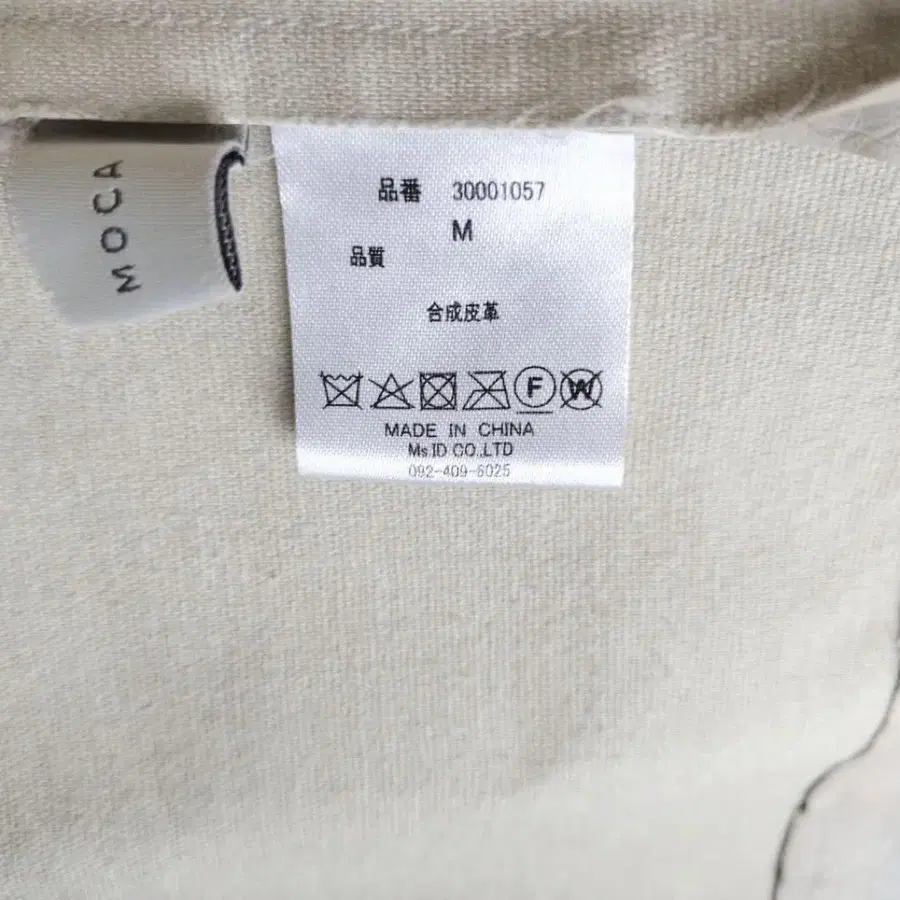 MOCA
品番 30001057
M
品質
合成皮革
F W
MADE IN CHINA
Ms.ID CO.,LTD
092-409-6025